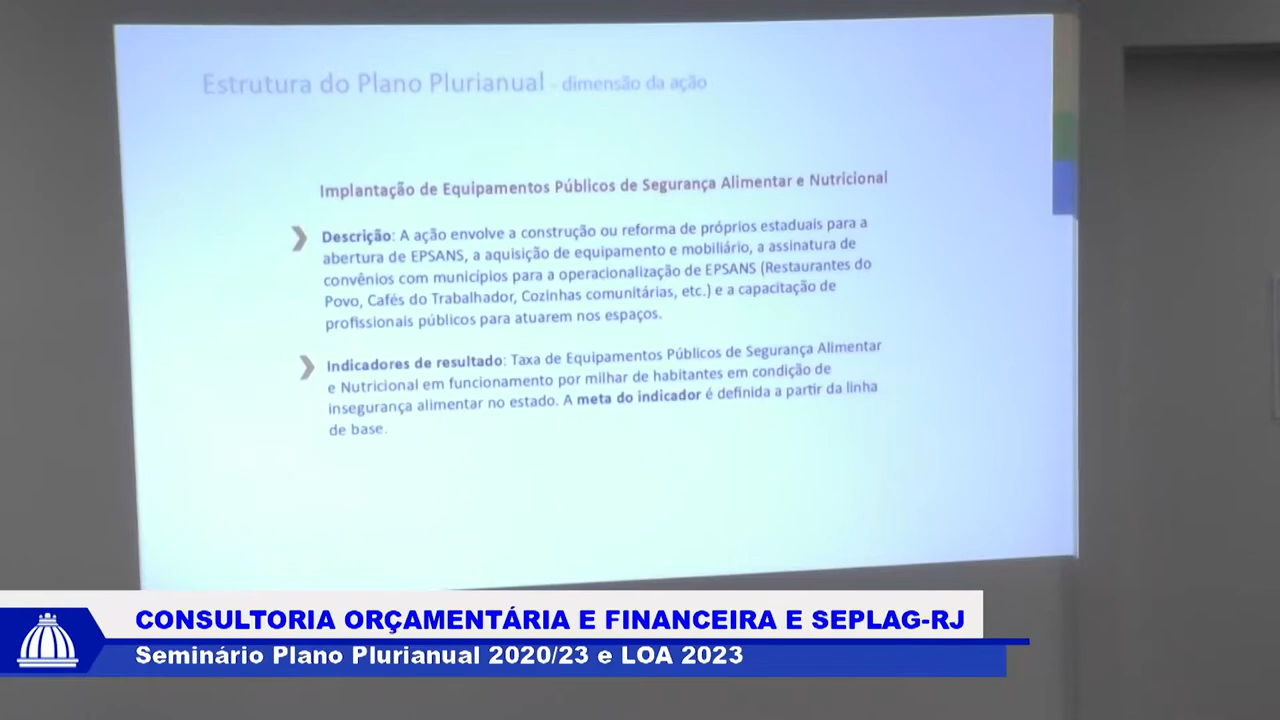 Estrutura do Plano Plurianual - dimensão da ação
Implantação de Equipamentos Públicos de Segurança Alimentar e Nutricional
Descrição: A ação envolve a construção ou reforma de próprios estaduais para a
abertura de EPSANS, a aquisição de equipamento e mobiliário, a assinatura de
convênios com municípios para a operacionalização de EPSANS (Restaurantes do
Povo, Cafés do Trabalhador, Cozinhas comunitárias, etc.) e a capacitação de
profissionais públicos para atuarem nos espaços.
Indicadores de resultado: Taxa de Equipamentos Públicos de Segurança Alimentar
e Nutricional em funcionamento por milhar de habitantes em condição de
insegurança alimentar no estado. A meta do indicador é definida a partir da linha
de base.
CONSULTORIA ORÇAMENTÁRIA E FINANCEIRA E SEPLAG-RJ
Seminário Plano Plurianual 2020/23 e LOA 2023